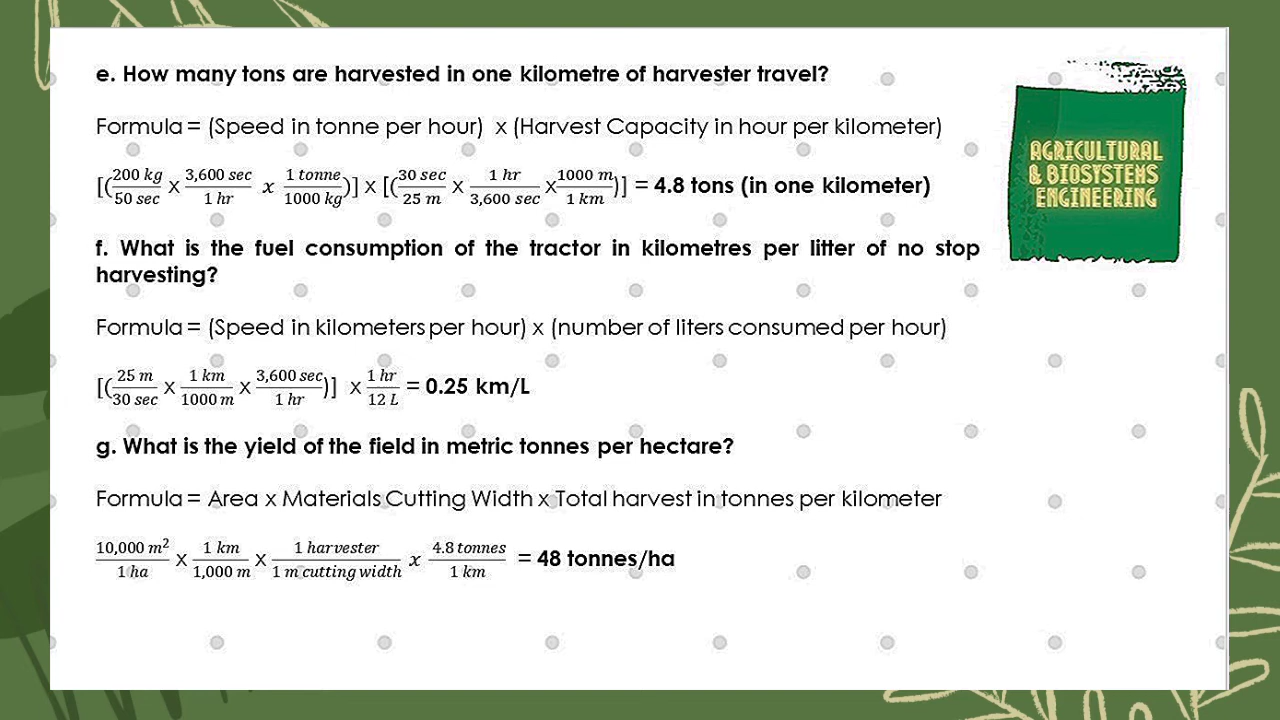 e. How many tons are harvested in one kilometre of harvester travel?
AGRICULTURAL
& BIOSYSTEMS
ENGINEERING
Formula = (Speed in tonne per hour) x (Harvest Capacity in hour per kilometer)
[(200 kg/50 sec x 3,600 sec/1 hr x 1 tonne/1000 kg)] x [(30 sec/25 m x 1 hr/3,600 sec x 1000 m/1 km)] = 4.8 tons (in one kilometer)
f. What is the fuel consumption of the tractor in kilometres per litter of no stop
harvesting?
Formula = (Speed in kilometers per hour) x (number of liters consumed per hour)
[(25 m/30 sec x 1 km/1000 m x 3,600 sec/1 hr)] x 1 hr/12 L = 0.25 km/L
g. What is the yield of the field in metric tonnes per hectare?
Formula = Area x Materials Cutting Width x Total harvest in tonnes per kilometer
10,000 m²/1 ha x 1 km/1,000 m x 1 harvester/1 m cutting width x 4.8 tonnes/1 km = 48 tonnes/ha